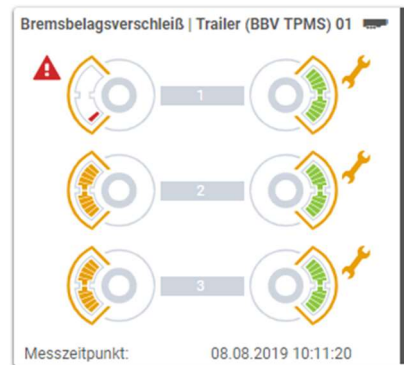 Bremsbelagsverschleiß | Trailer (BBV TPMS) 01
1
2
3
Messzeitpunkt: 08.08.2019 10:11:20